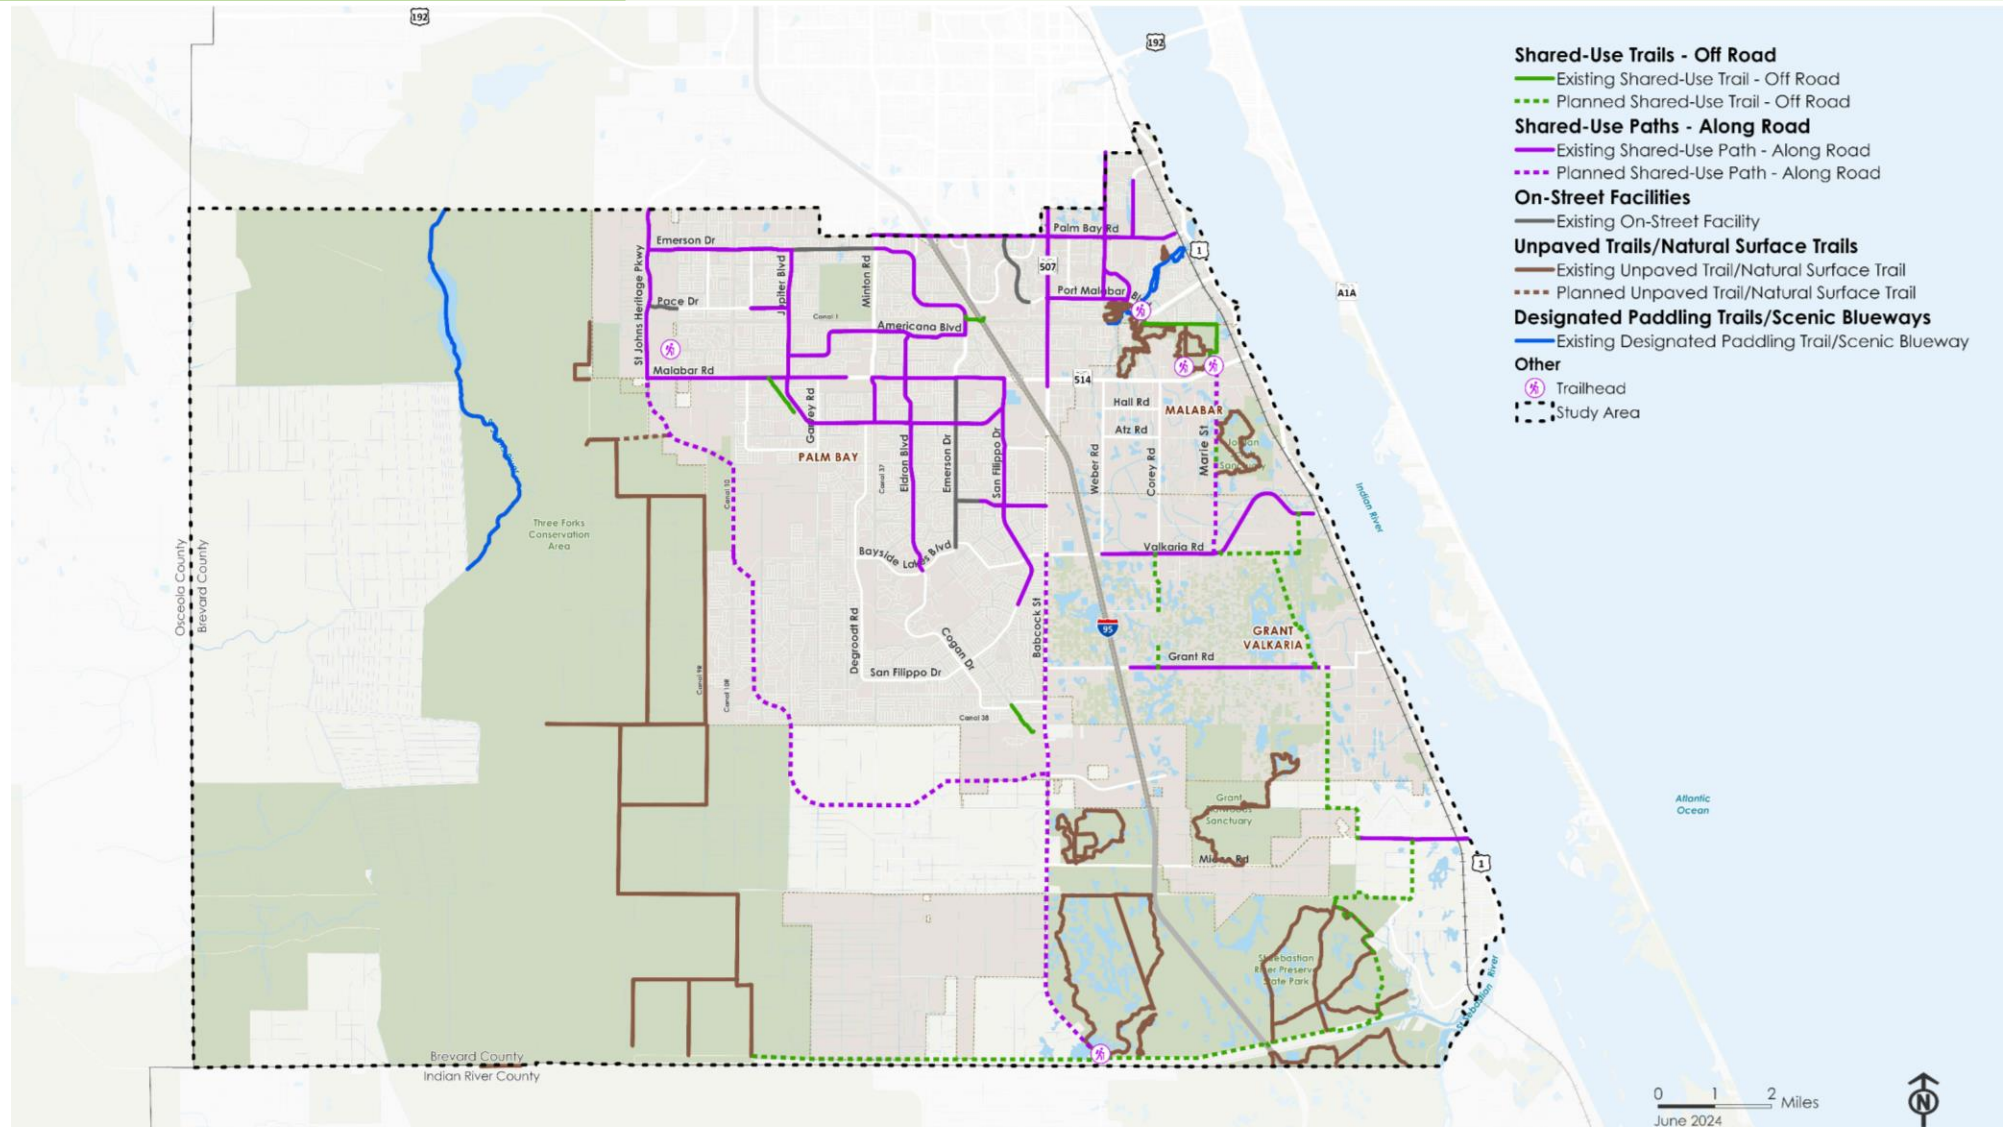 192
192
Shared-Use Trails - Off Road
Existing Shared-Use Trail - Off Road
Planned Shared-Use Trail - Off Road
Shared-Use Paths - Along Road
Existing Shared-Use Path - Along Road
Planned Shared-Use Path - Along Road
On-Street Facilities
Existing On-Street Facility
Unpaved Trails/Natural Surface Trails
Existing Unpaved Trail/Natural Surface Trail
Planned Unpaved Trail/Natural Surface Trail
Designated Paddling Trails/Scenic Blueways
Existing Designated Paddling Trail/Scenic Blueway
Other
Trailhead
Study Area
Palm Bay Rd
Emerson Dr
1
507
St Johns Heritage Pkwy
Jupiter Blvd
Minton Rd
Port Malabar
A1A
Pace Dr
Canal 1
Americana Blvd
Malabar Rd
514
Hall Rd
MALABAR
Atz Rd
PALM BAY
Eldron Blvd
Emerson Dr
San Filippo Dr
Weber Rd
Corey Rd
Marie St
Canal 37
Indian River
Three Forks
Conservation
Area
Osceola County
Brevard County
Bayside Lakes Blvd
Valkaria Rd
Degroodt Rd
Babcock St
95
GRANT
VALKARIA
Cogan Dr
Grant Rd
San Filippo Dr
Canal 38
Grant
Sanctuary
Atlantic
Ocean
1
River Preserve
State Park
St Sebastian River
Brevard County
Indian River County
0 1 2 Miles
June 2024
N